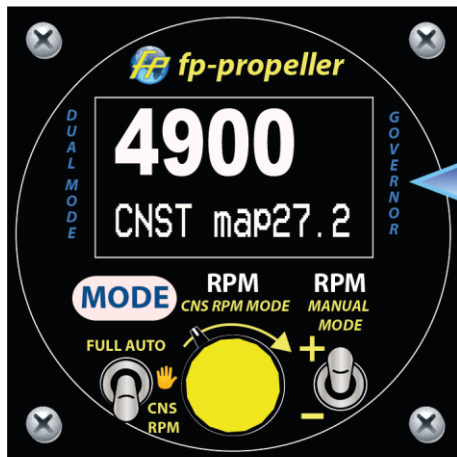 FP fp-propeller
DUAL MODE
4900
CNST map27.2
GOVERNOR
MODE
RPM
CNS RPM MODE
RPM
MANUAL
MODE
FULL AUTO
CNS
RPM
+
−